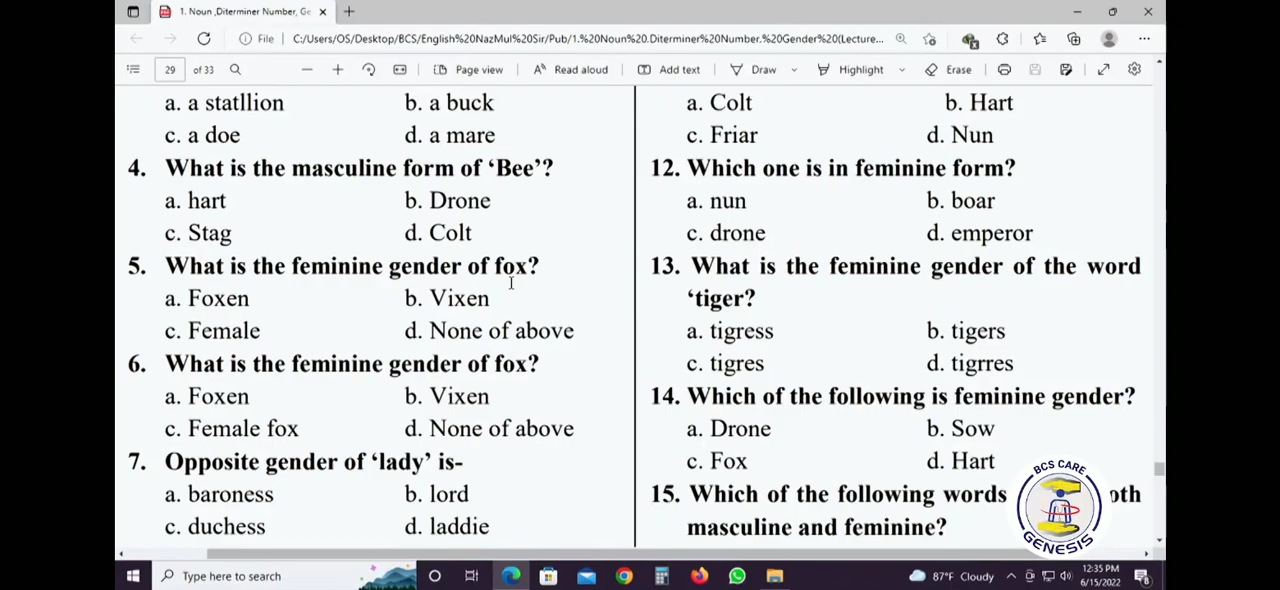 1. Noun ,Diterminer Number, Ge
File
C:/Users/OS/Desktop/BCS/English%20NazMul%20Sir/Pub/1.%20Noun%20.Diterminer%20Number.%20Gender%20(Lecture...
29 of 33
Page view
Read aloud
Add text
Draw
Highlight
Erase
a. a statllion b. a buck
c. a doe d. a mare
4. What is the masculine form of ‘Bee’?
a. hart b. Drone
c. Stag d. Colt
5. What is the feminine gender of fox?
a. Foxen b. Vixen
c. Female d. None of above
6. What is the feminine gender of fox?
a. Foxen b. Vixen
c. Female fox d. None of above
7. Opposite gender of ‘lady’ is-
a. baroness b. lord
c. duchess d. laddie
a. Colt b. Hart
c. Friar d. Nun
12. Which one is in feminine form?
a. nun b. boar
c. drone d. emperor
13. What is the feminine gender of the word
‘tiger?
a. tigress b. tigers
c. tigres d. tigrres
14. Which of the following is feminine gender?
a. Drone b. Sow
c. Fox d. Hart
15. Which of the following words oth
masculine and feminine?
BCS CARE
GENESIS
Type here to search
87°F Cloudy
12:35 PM
6/15/2022
8